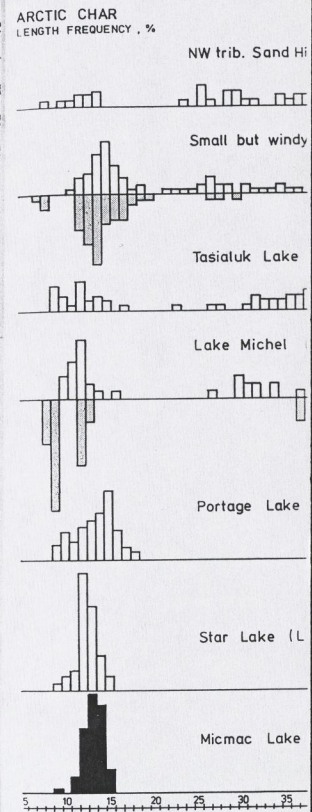 ARCTIC CHAR
LENGTH FREQUENCY, %
NW trib. Sand Hi
Small but windy
Tasialuk Lake
Lake Michel
Portage Lake
Star Lake (L
Micmac Lake
5 10 15 20 25 30 35